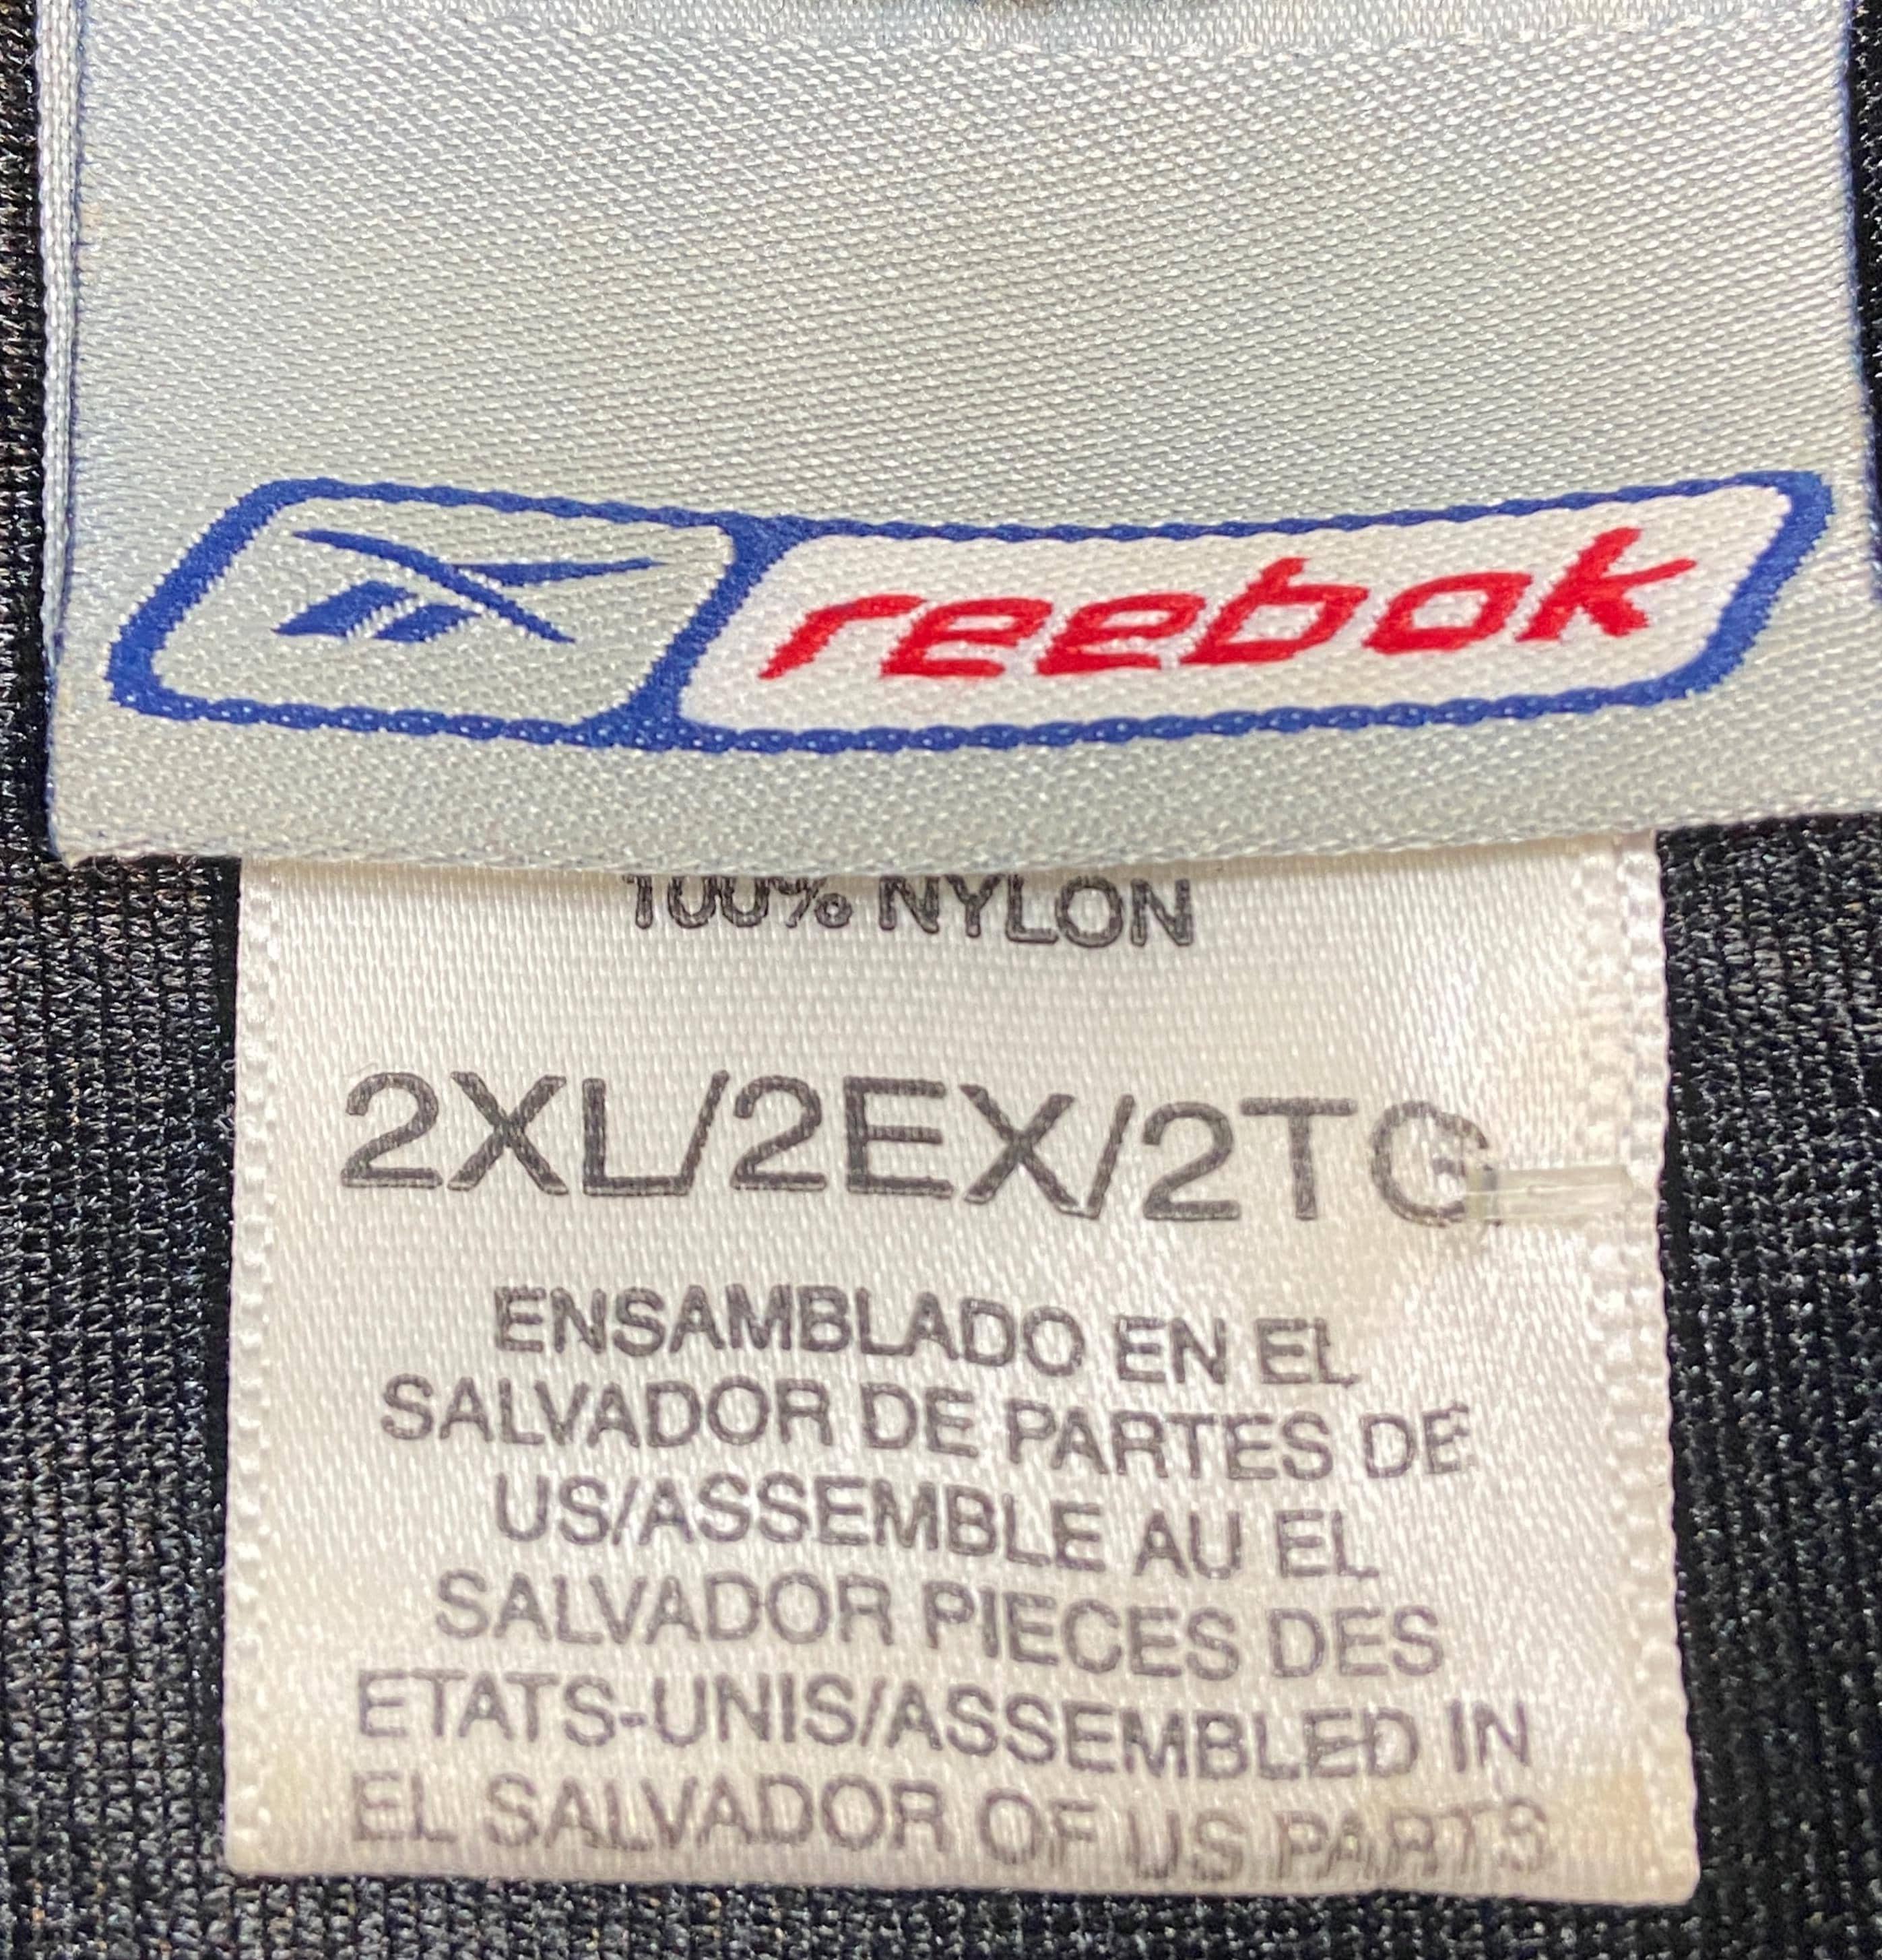 reebok
100% NYLON
2XL/2EX/2TG
ENSAMBLADO EN EL
SALVADOR DE PARTES DE
US/ASSEMBLE AU EL
SALVADOR PIECES DES
ETATS-UNIS/ASSEMBLED IN
EL SALVADOR OF US PARTS